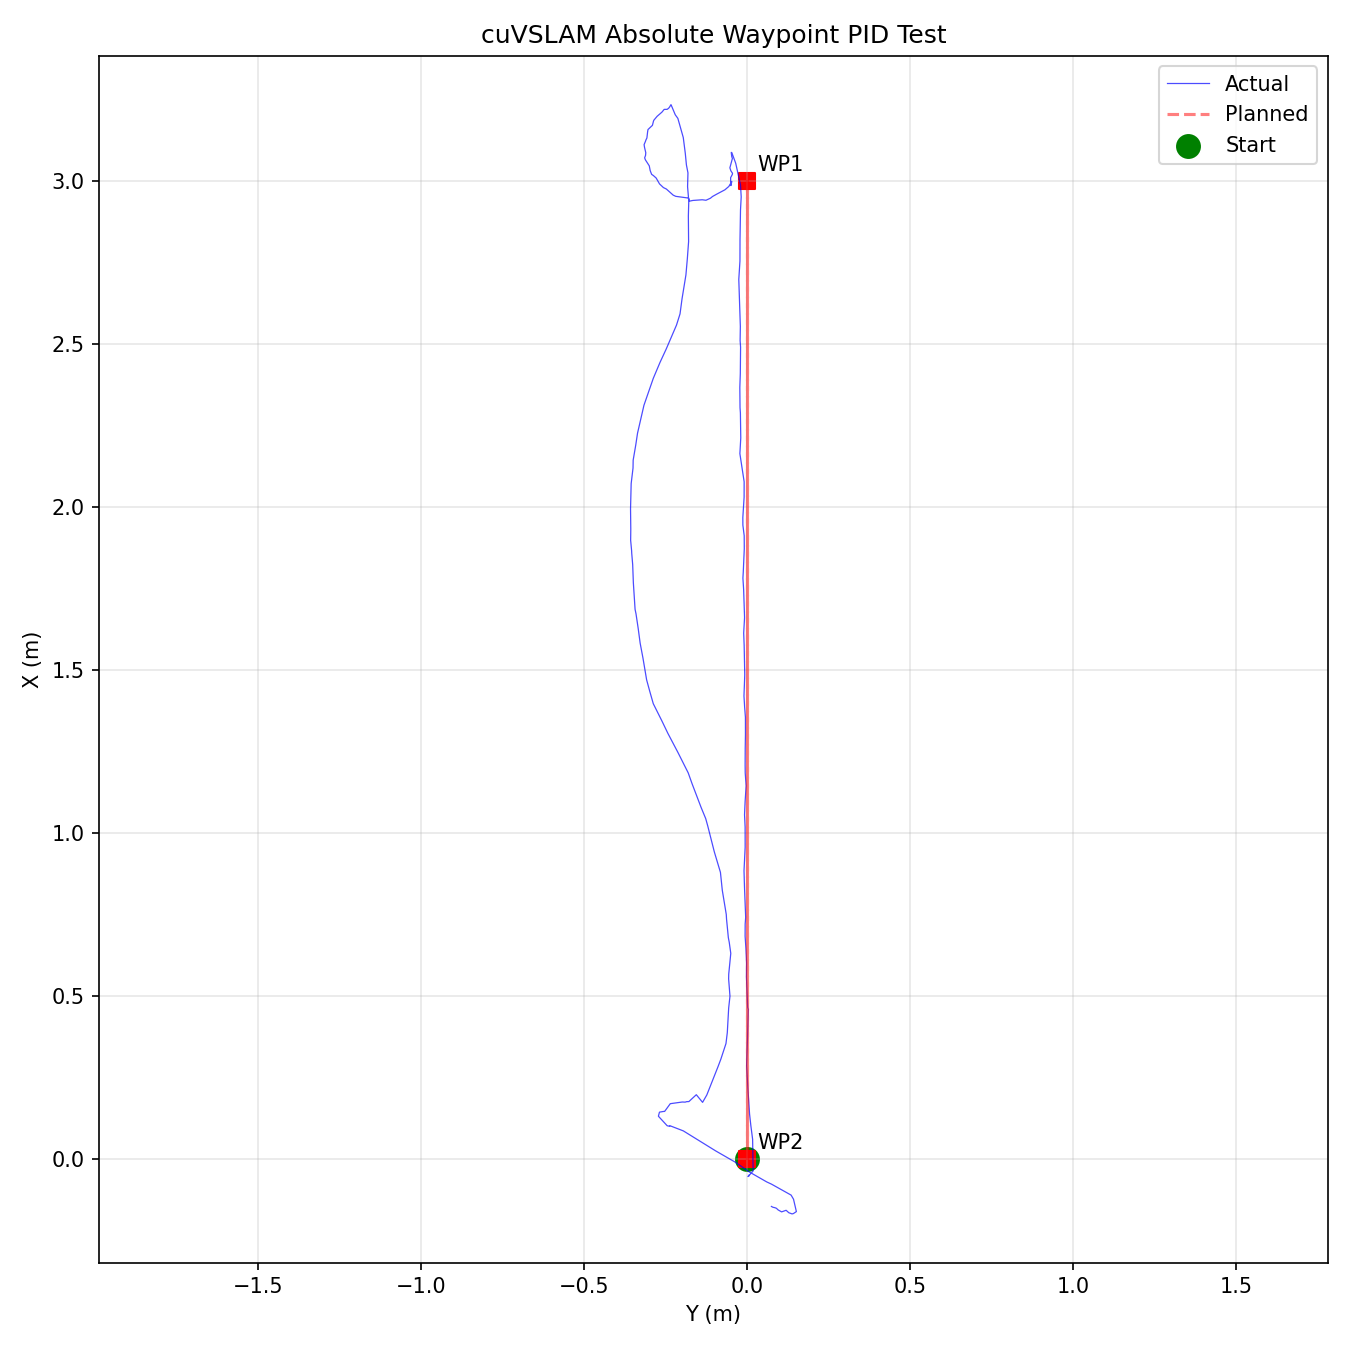 cuVSLAM Absolute Waypoint PID Test
Actual
Planned
Start
WP1
WP2
3.0
2.5
2.0
1.5
1.0
0.5
0.0
X (m)
−1.5
−1.0
−0.5
0.0
0.5
1.0
1.5
Y (m)